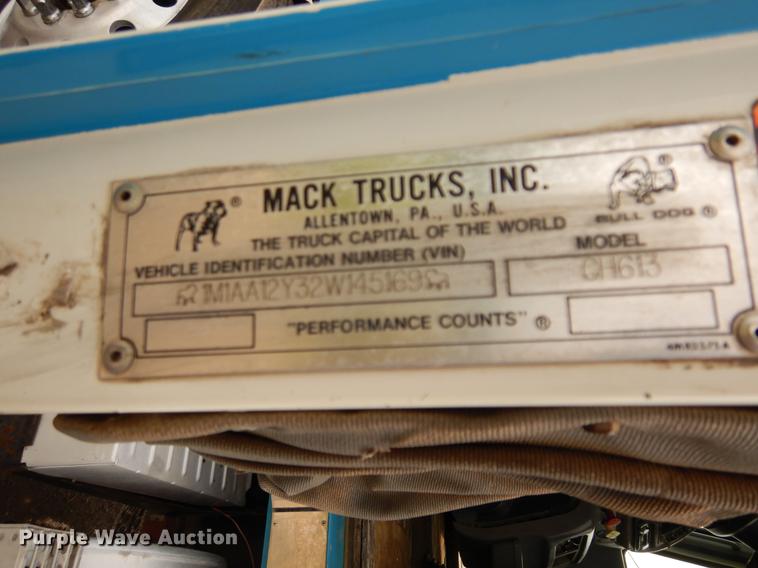 MACK TRUCKS, INC.
ALLENTOWN, PA., U.S.A.
THE TRUCK CAPITAL OF THE WORLD
BULL DOG ®
VEHICLE IDENTIFICATION NUMBER (VIN)
MODEL
1M1AA12Y32W145169
CH613
"PERFORMANCE COUNTS" ®
Purple Wave Auction